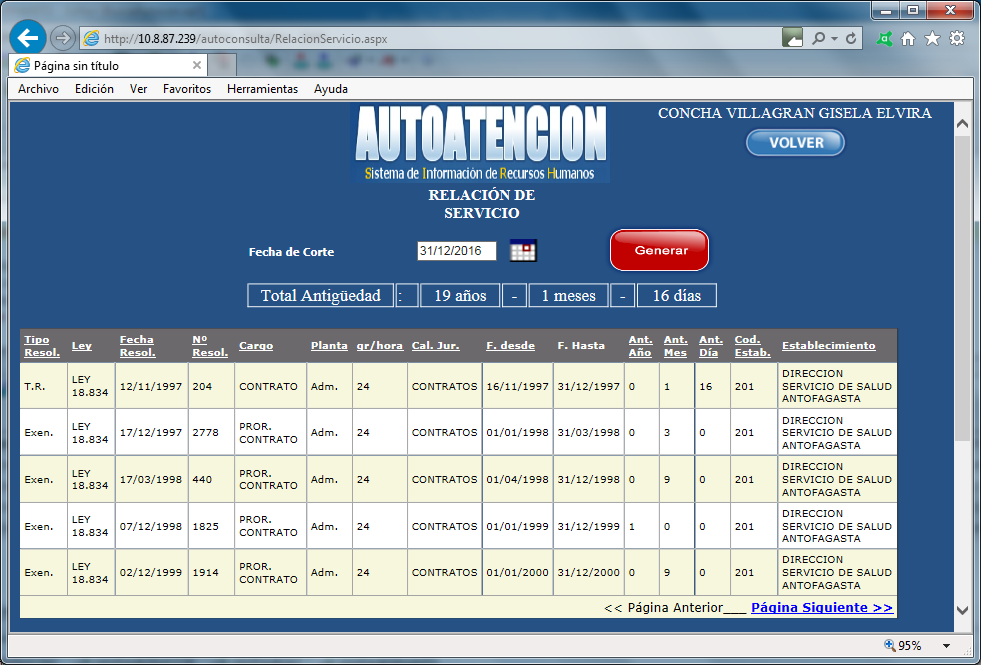 http://10.8.87.239/autoconsulta/RelacionServicio.aspx
Página sin título
Archivo Edición Ver Favoritos Herramientas Ayuda
AUTOATENCION
Sistema de Información de Recursos Humanos
CONCHA VILLAGRAN GISELA ELVIRA
VOLVER
RELACIÓN DE
SERVICIO
Fecha de Corte 31/12/2016 Generar
Total Antigüedad : 19 años - 1 meses - 16 días
Tipo Resol. Ley Fecha Resol. Nº Resol. Cargo Planta gr/hora Cal. Jur. F. desde F. Hasta Ant. Año Ant. Mes Ant. Día Cod. Estab. Establecimiento
T.R. LEY 18.834 12/11/1997 204 CONTRATO Adm. 24 CONTRATOS 16/11/1997 31/12/1997 0 1 16 201 DIRECCION SERVICIO DE SALUD ANTOFAGASTA
Exen. LEY 18.834 17/12/1997 2778 PROR. CONTRATO Adm. 24 CONTRATOS 01/01/1998 31/03/1998 0 3 0 201 DIRECCION SERVICIO DE SALUD ANTOFAGASTA
Exen. LEY 18.834 17/03/1998 440 PROR. CONTRATO Adm. 24 CONTRATOS 01/04/1998 31/12/1998 0 9 0 201 DIRECCION SERVICIO DE SALUD ANTOFAGASTA
Exen. LEY 18.834 07/12/1998 1825 PROR. CONTRATO Adm. 24 CONTRATOS 01/01/1999 31/12/1999 1 0 0 201 DIRECCION SERVICIO DE SALUD ANTOFAGASTA
Exen. LEY 18.834 02/12/1999 1914 PROR. CONTRATO Adm. 24 CONTRATOS 01/01/2000 31/12/2000 0 9 0 201 DIRECCION SERVICIO DE SALUD ANTOFAGASTA
<< Página Anterior___ Página Siguiente >>
95%